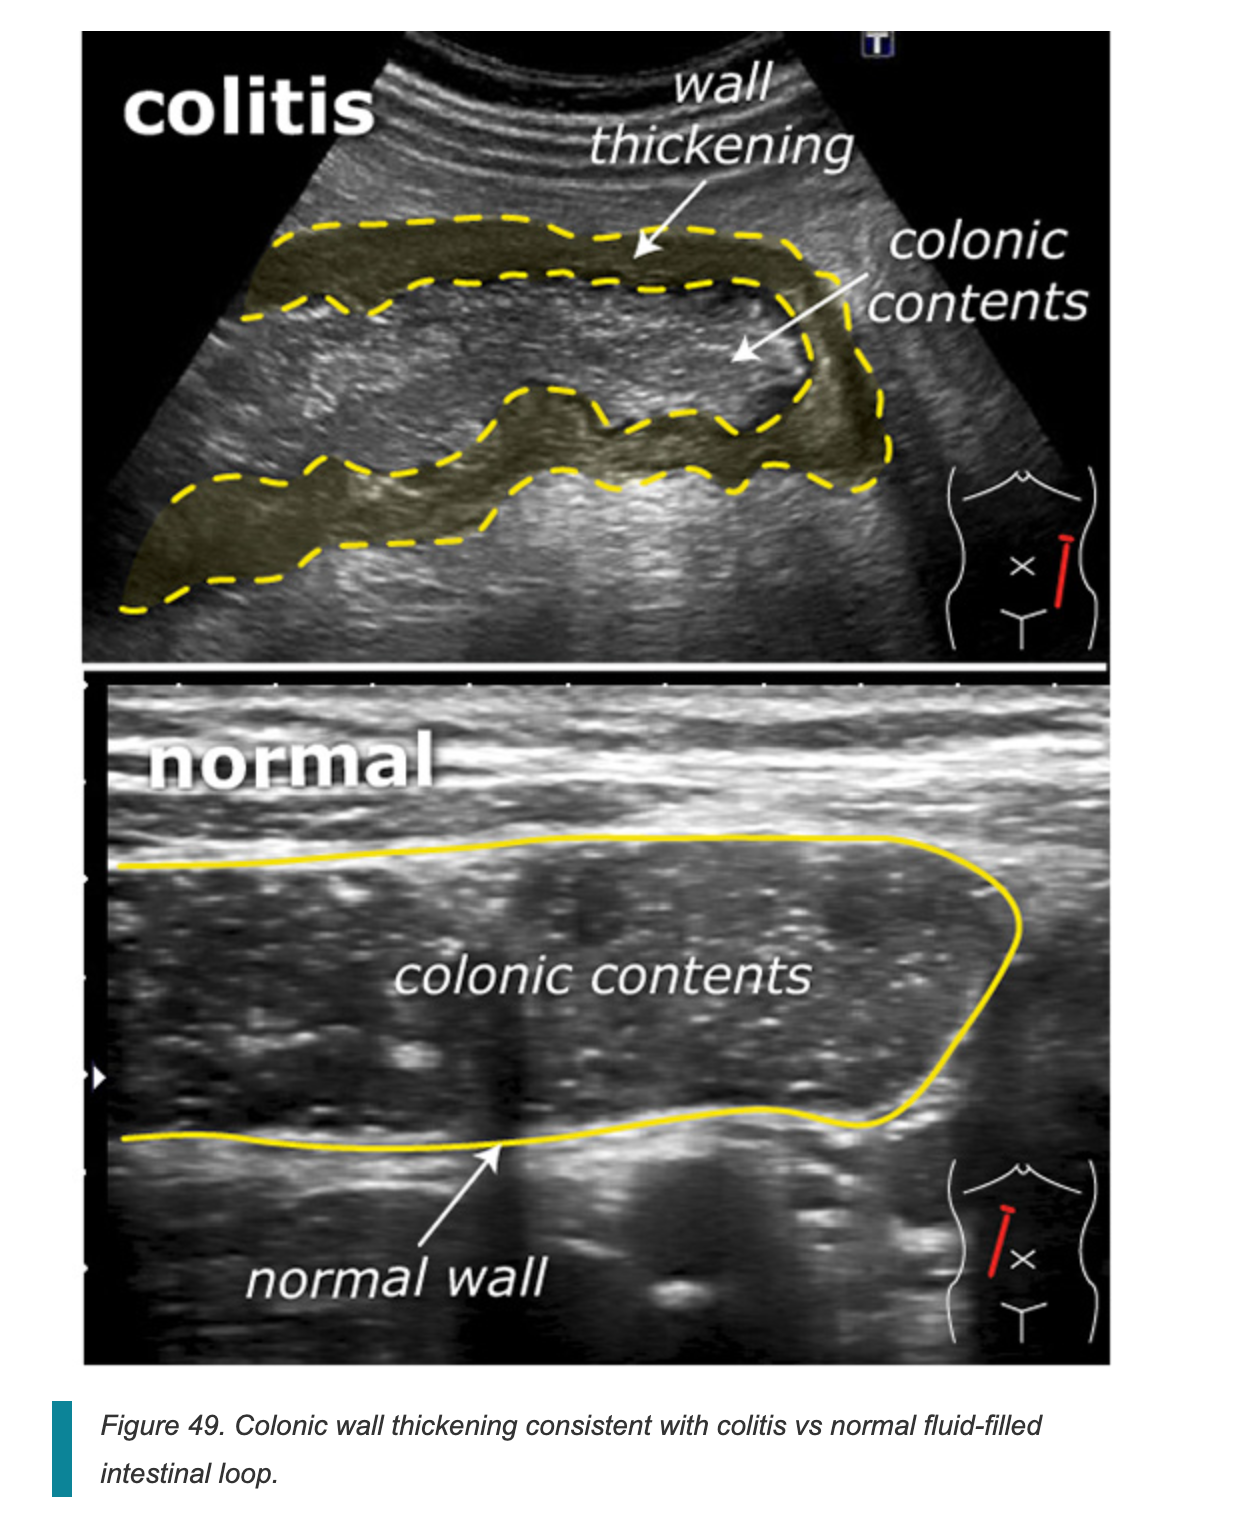 T
colitis
wall
thickening
colonic
contents
normal
colonic contents
normal wall
Figure 49. Colonic wall thickening consistent with colitis vs normal fluid-filled
intestinal loop.